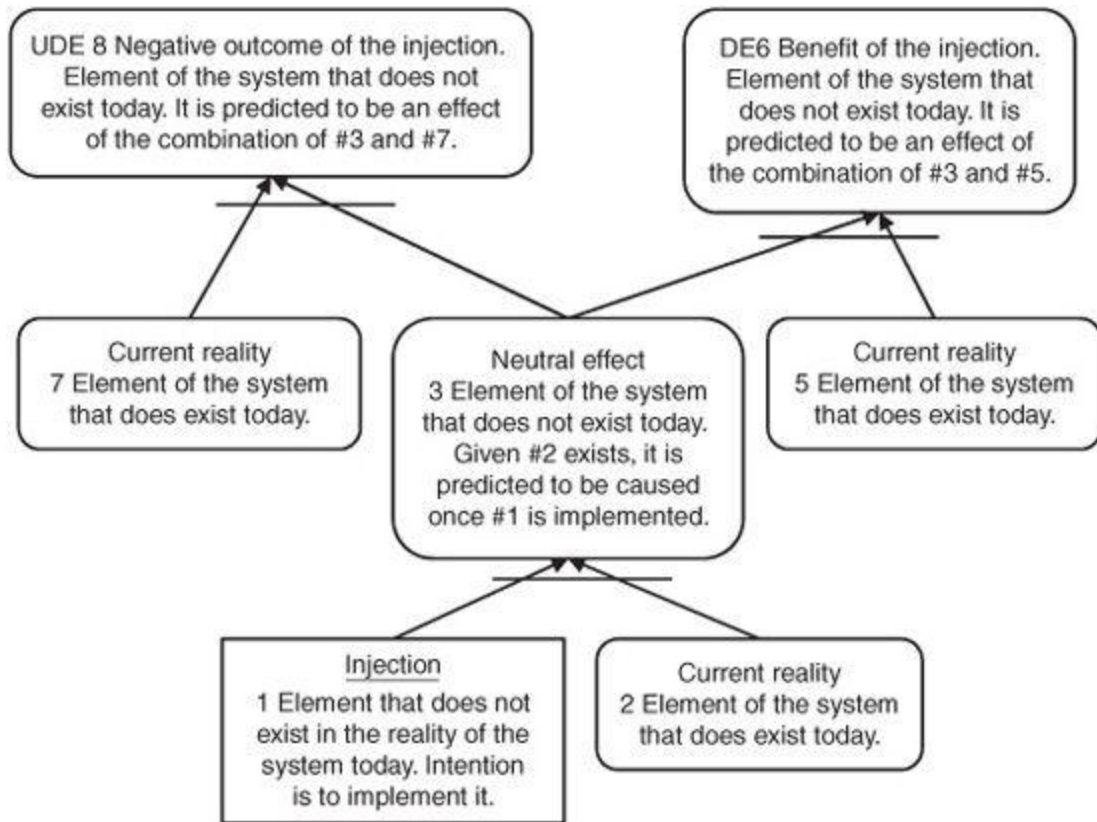 UDE 8 Negative outcome of the injection.
Element of the system that does not
exist today. It is predicted to be an effect
of the combination of #3 and #7.
DE6 Benefit of the injection.
Element of the system that
does not exist today. It is
predicted to be an effect of
the combination of #3 and #5.
Current reality
7 Element of the system
that does exist today.
Neutral effect
3 Element of the system
that does not exist today.
Given #2 exists, it is
predicted to be caused
once #1 is implemented.
Current reality
5 Element of the system
that does exist today.
Injection
1 Element that does not
exist in the reality of the
system today. Intention
is to implement it.
Current reality
2 Element of the system
that does exist today.